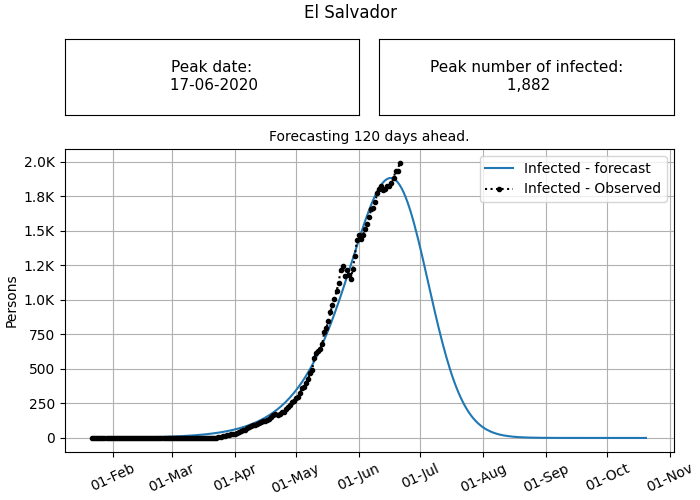 El Salvador
Peak date:
17-06-2020
Peak number of infected:
1,882
Forecasting 120 days ahead.
Infected - forecast
Infected - Observed
Persons
2.0K
1.8K
1.5K
1.2K
1.0K
750
500
250
0
01-Feb
01-Mar
01-Apr
01-May
01-Jun
01-Jul
01-Aug
01-Sep
01-Oct
01-Nov